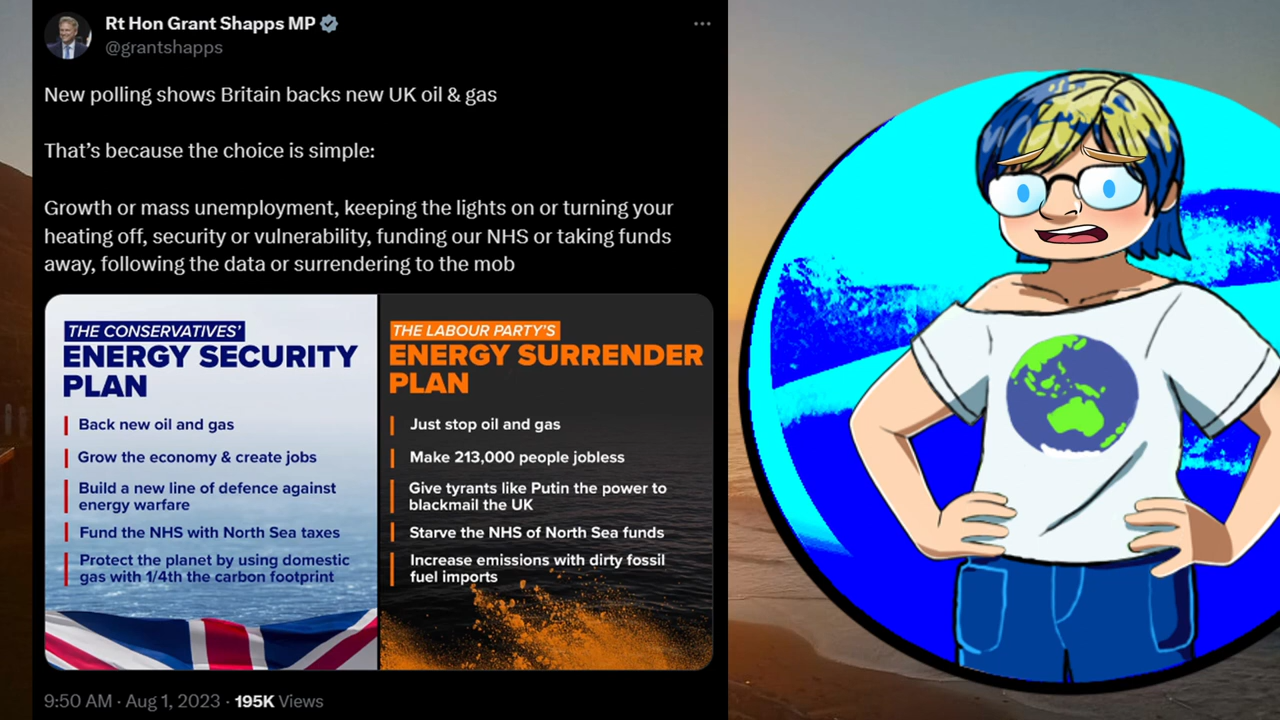 Rt Hon Grant Shapps MP
@grantshapps
New polling shows Britain backs new UK oil & gas
That’s because the choice is simple:
Growth or mass unemployment, keeping the lights on or turning your
heating off, security or vulnerability, funding our NHS or taking funds
away, following the data or surrendering to the mob
THE CONSERVATIVES’
ENERGY SECURITY
PLAN
Back new oil and gas
Grow the economy & create jobs
Build a new line of defence against
energy warfare
Fund the NHS with North Sea taxes
Protect the planet by using domestic
gas with 1/4th the carbon footprint
THE LABOUR PARTY’S
ENERGY SURRENDER
PLAN
Just stop oil and gas
Make 213,000 people jobless
Give tyrants like Putin the power to
blackmail the UK
Starve the NHS of North Sea funds
Increase emissions with dirty fossil
fuel imports
9:50 AM · Aug 1, 2023 · 195K Views